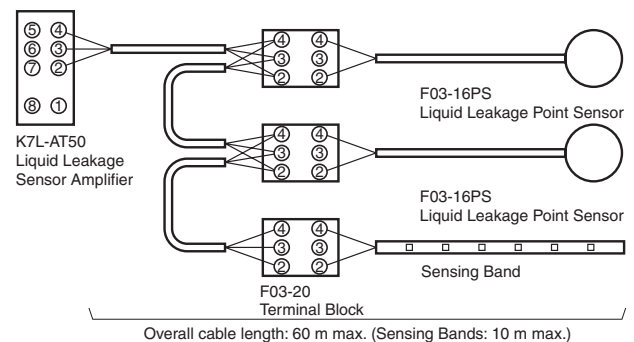 ⑤ ④ ④ ④
⑥ ③ ③ ③
⑦ ② ② ②
⑧ ①
F03-16PS
Liquid Leakage Point Sensor
K7L-AT50
Liquid Leakage
Sensor Amplifier
④ ④
③ ③
② ②
F03-16PS
Liquid Leakage Point Sensor
④ ④
③ ③
② ②
Sensing Band
F03-20
Terminal Block
Overall cable length: 60 m max. (Sensing Bands: 10 m max.)